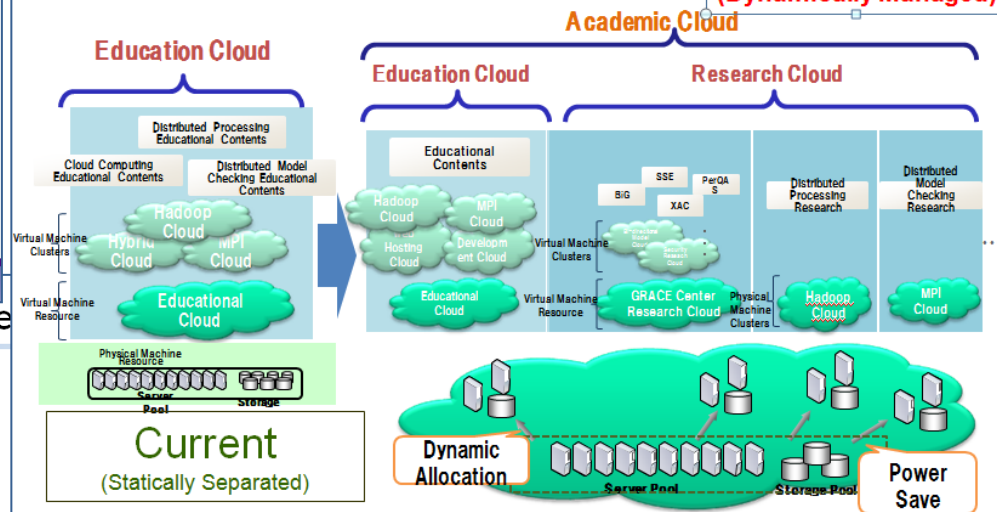 (Dynamically Managed)
Academic Cloud
Education Cloud
Education Cloud
Research Cloud
Distributed Processing
Educational Contents
Cloud Computing
Educational Contents
Distributed Model
Checking Educational
Contents
Hadoop
Cloud
Hybrid
Cloud
MPI
Cloud
Virtual Machine
Clusters
Virtual Machine
Resource
Educational
Cloud
Physical Machine
Resource
Server
Pool
Storage
Current
(Statically Separated)
Educational
Contents
Hadoop
Cloud
MPI
Cloud
Hosting
Cloud
Developm
ent Cloud
Educational
Cloud
SSE
BiG
PerQA
S
XAC
Virtual Machine
Clusters
Security
Research
Cloud
Virtual Machine
Resource
GRACE Center
Research Cloud
Distributed
Processing
Research
Physical
Machine
Clusters
Hadoop
Cloud
Distributed
Model
Checking
Research
MPI
Cloud
...
Dynamic
Allocation
Server Pool
Storage Pool
Power
Save